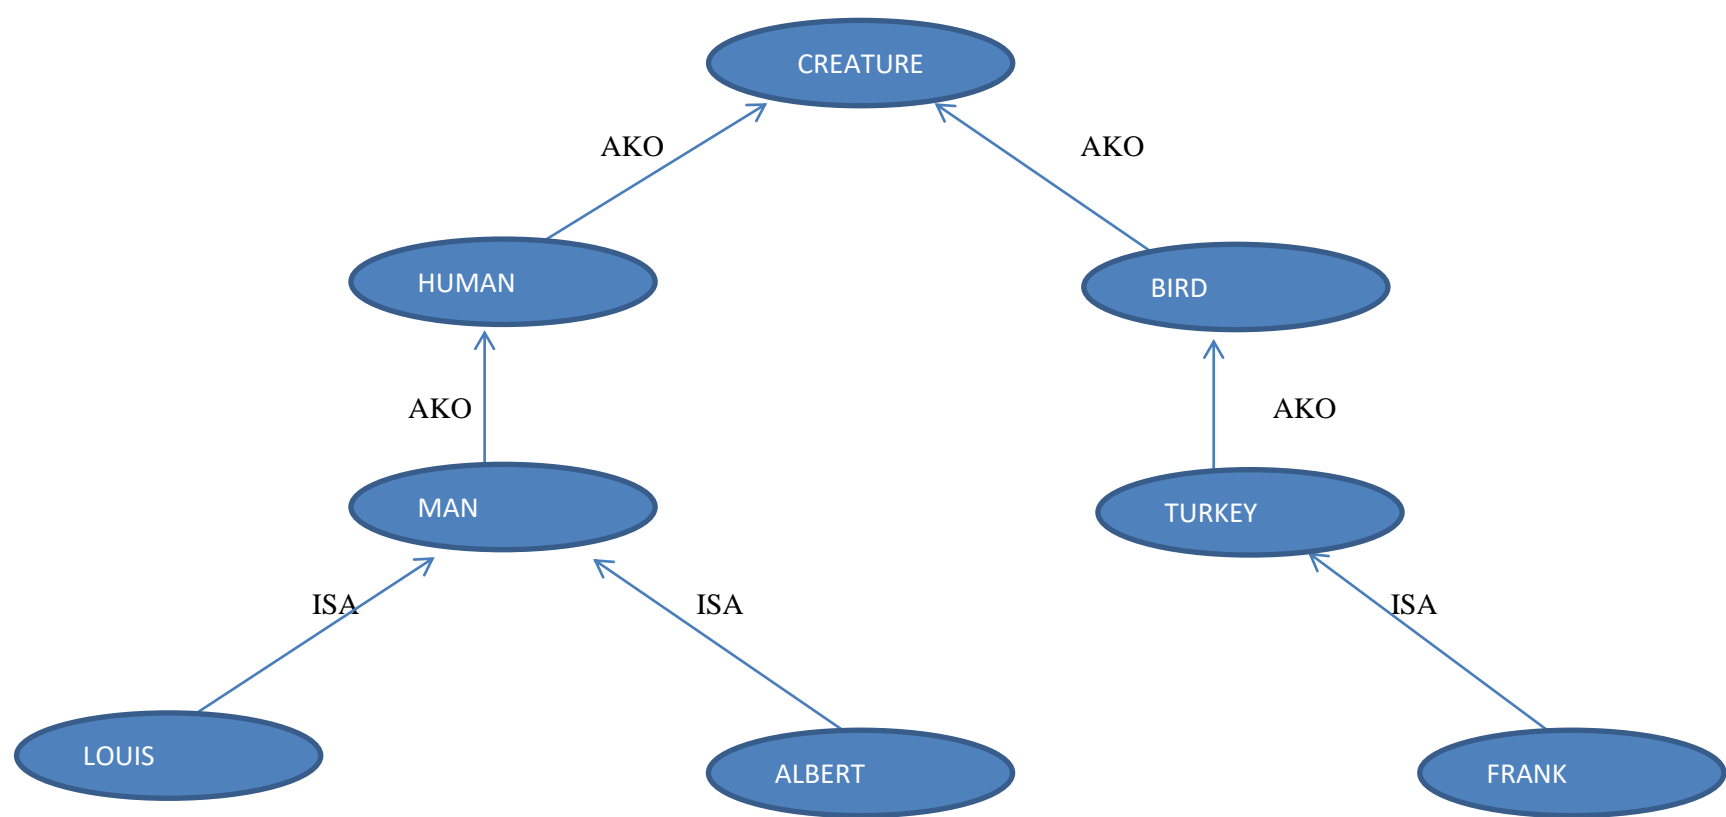 CREATURE
AKO AKO
HUMAN BIRD
AKO AKO
MAN TURKEY
ISA ISA ISA
LOUIS ALBERT FRANK